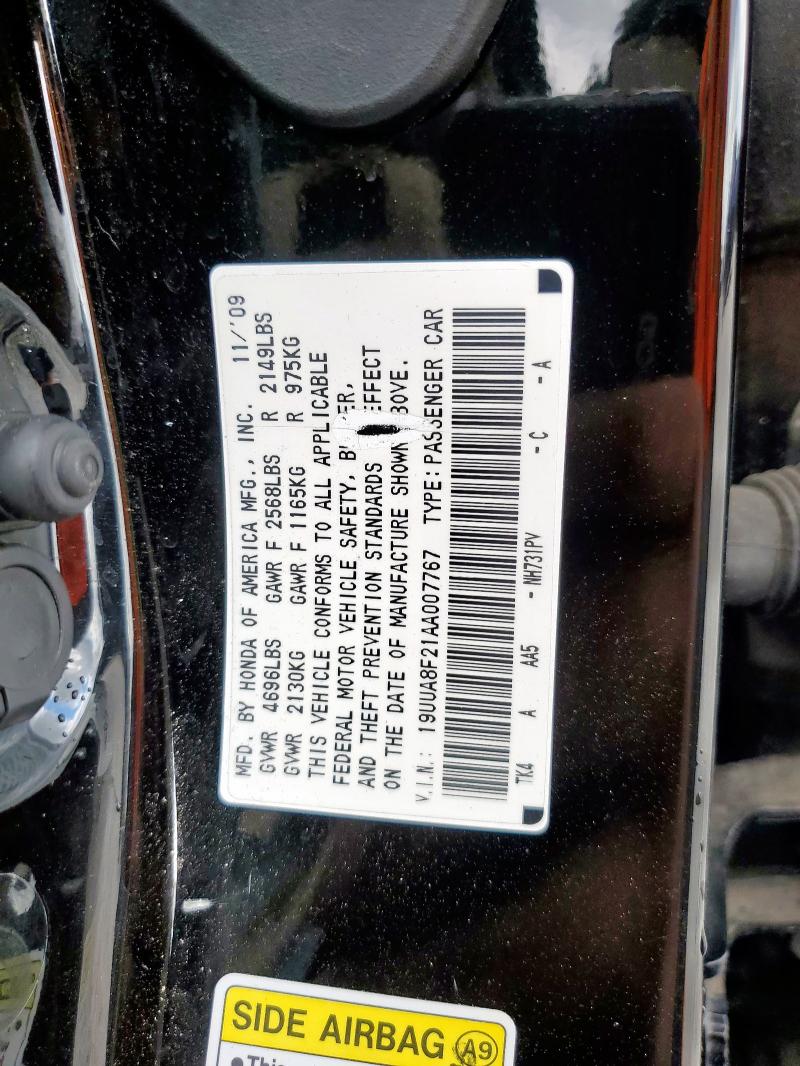 MFD. BY HONDA OF AMERICA MFG., INC. 11/'09
GVWR 4696LBS GAWR F 2568LBS R 2149LBS
GVWR 2130KG GAWR F 1165KG R 975KG
THIS VEHICLE CONFORMS TO ALL APPLICABLE
FEDERAL MOTOR VEHICLE SAFETY,
AND THEFT PREVENTION STANDARDS EFFECT
ON THE DATE OF MANUFACTURE SHOWN BOVE.
V.I.N.: 19UUA8F21AA007767 TYPE: PASSENGER CAR
TK4 A AA5 - NH731PV - C - A
SIDE AIRBAG A9